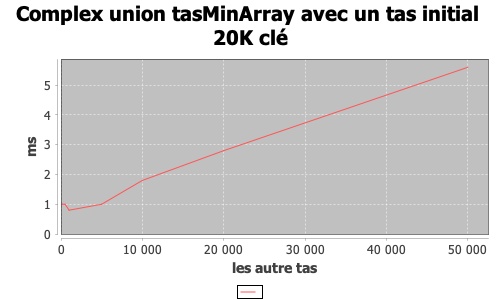 Complex union tasMinArray avec un tas initial
20K clé
ms
5
4
3
2
1
0
0 10 000 20 000 30 000 40 000 50 000
les autre tas